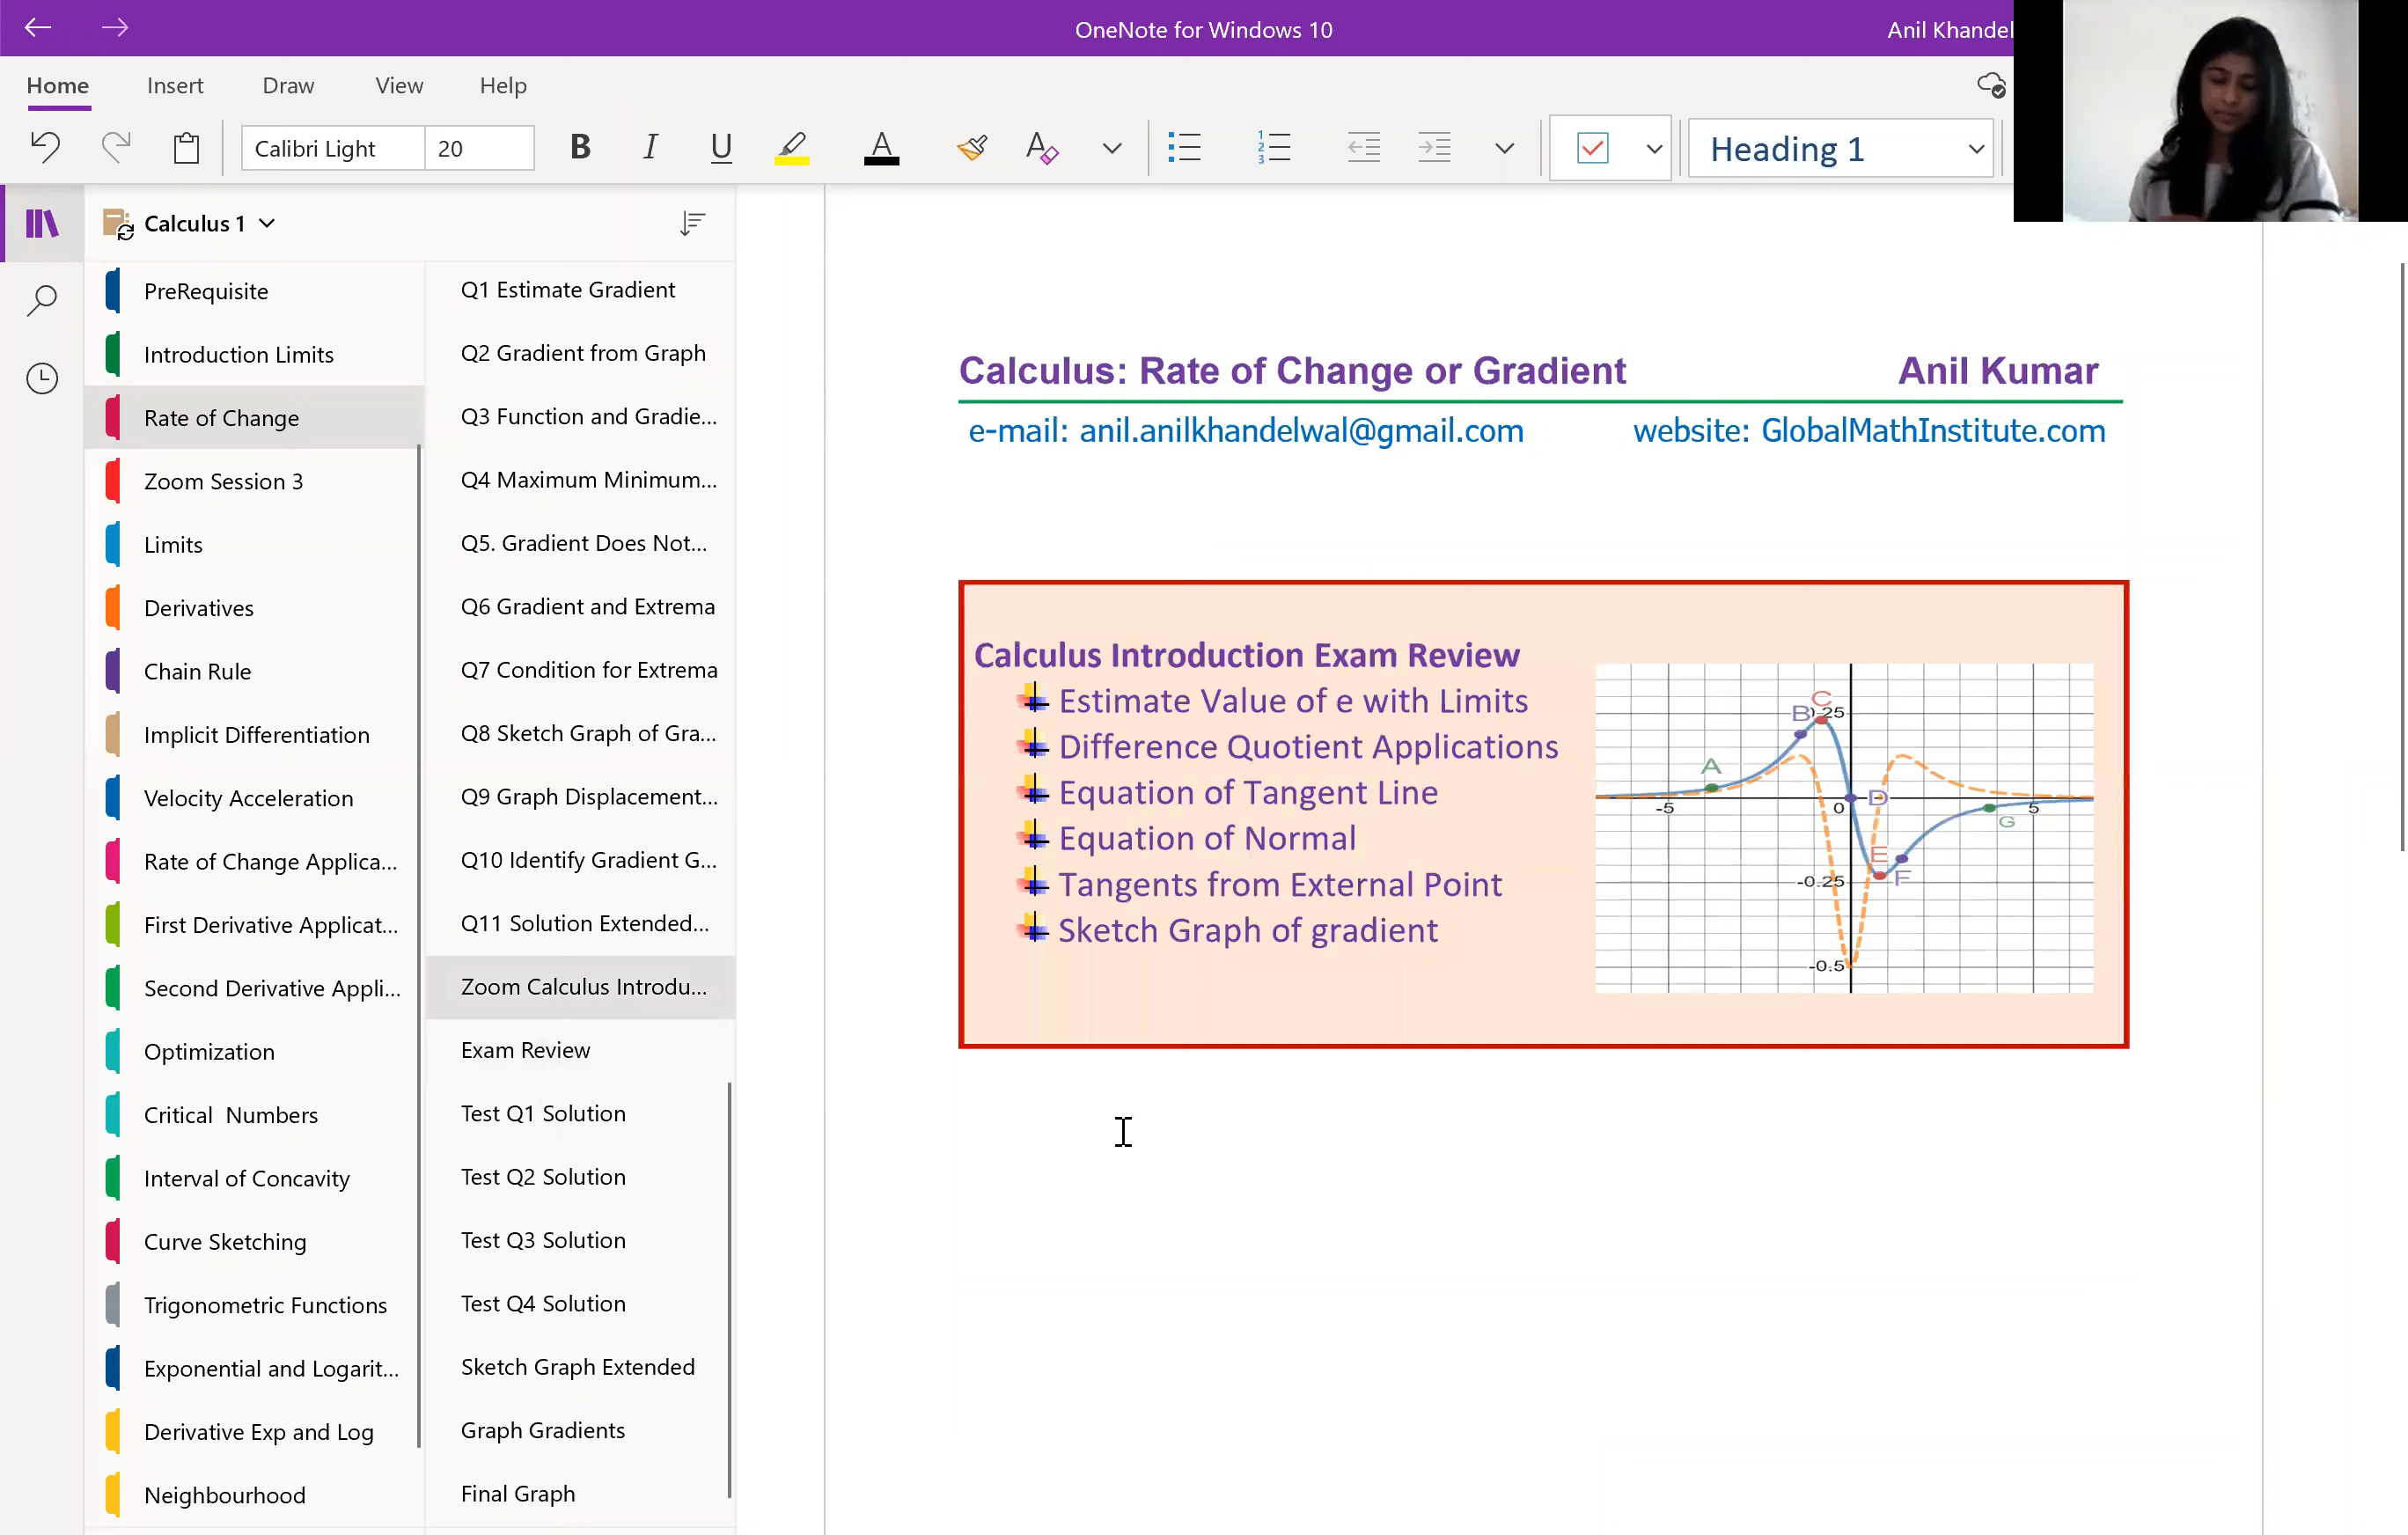 OneNote for Windows 10
Anil Khandel
Home Insert Draw View Help
Calibri Light 20 B I U A A Heading 1
Calculus 1
PreRequisite
Introduction Limits
Rate of Change
Zoom Session 3
Limits
Derivatives
Chain Rule
Implicit Differentiation
Velocity Acceleration
Rate of Change Applica...
First Derivative Applicat...
Second Derivative Appli...
Optimization
Critical Numbers
Interval of Concavity
Curve Sketching
Trigonometric Functions
Exponential and Logarit...
Derivative Exp and Log
Neighbourhood
Q1 Estimate Gradient
Q2 Gradient from Graph
Q3 Function and Gradie...
Q4 Maximum Minimum...
Q5. Gradient Does Not...
Q6 Gradient and Extrema
Q7 Condition for Extrema
Q8 Sketch Graph of Gra...
Q9 Graph Displacement...
Q10 Identify Gradient G...
Q11 Solution Extended...
Zoom Calculus Introdu...
Exam Review
Test Q1 Solution
Test Q2 Solution
Test Q3 Solution
Test Q4 Solution
Sketch Graph Extended
Graph Gradients
Final Graph
Calculus: Rate of Change or Gradient Anil Kumar
e-mail: anil.anilkhandelwal@gmail.com website: GlobalMathInstitute.com
Calculus Introduction Exam Review
Estimate Value of e with Limits
Difference Quotient Applications
Equation of Tangent Line
Equation of Normal
Tangents from External Point
Sketch Graph of gradient
C
B 0.25
A
-5 0 D 5
G
E
-0.25 F
-0.5